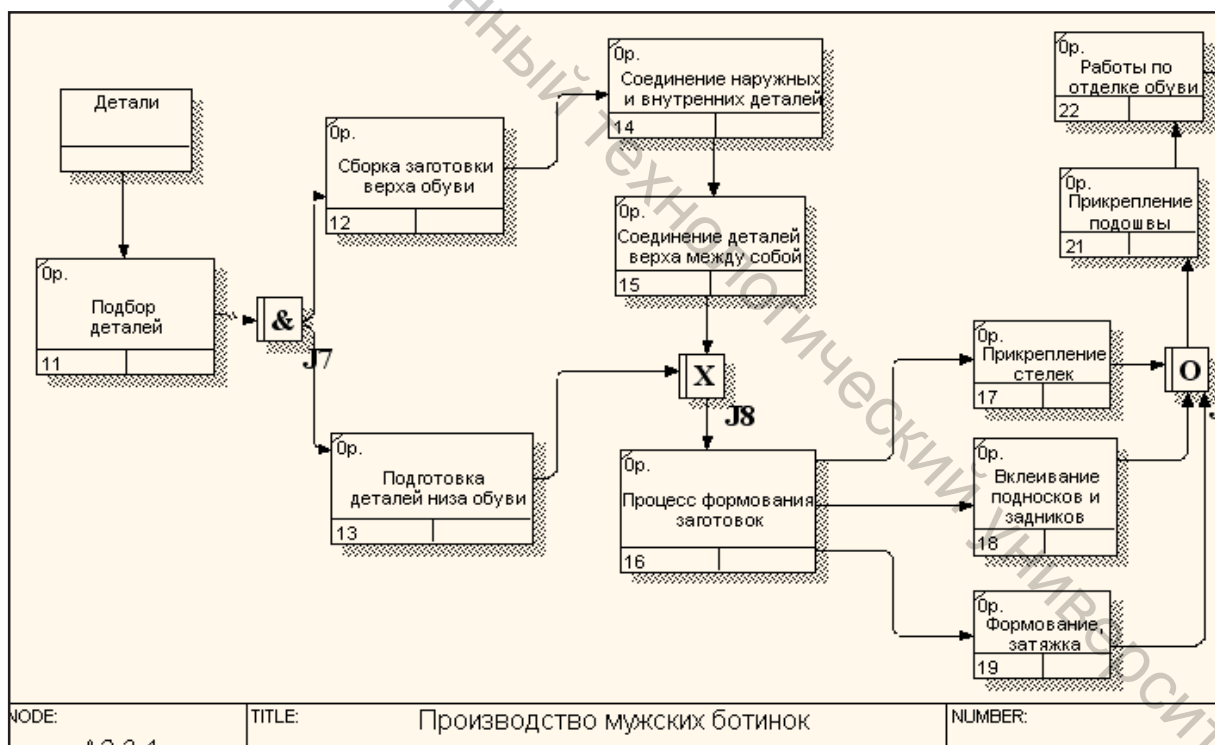 нный технологический университ
Детали
0р.
Подбор
деталей
11
&
J7
0р.
Сборка заготовки
верха обуви
12
0р.
Подготовка
деталей низа обуви
13
0р.
Соединение наружных
и внутренних деталей
14
0р.
Соединение деталей
верха между собой
15
X
J8
0р.
Процесс формования
заготовок
16
0р.
Прикрепление
стелек
17
0р.
Вклеивание
подносков и
задников
18
0р.
Формование,
затяжка
19
O
0р.
Прикрепление
подошвы
21
0р.
Работы по
отделке обуви
22
NODE:
TITLE:
Производство мужских ботинок
NUMBER: